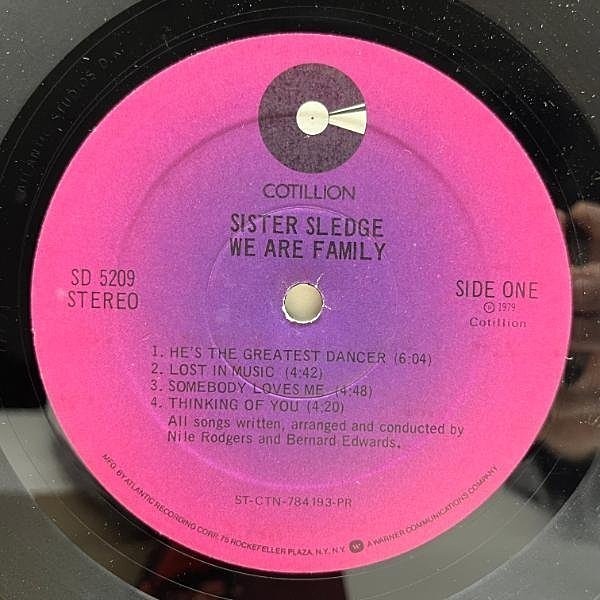 COTILLION
SISTER SLEDGE
WE ARE FAMILY
SD 5209
STEREO
SIDE ONE
Ⓟ 1979
Cotillion
1. HE'S THE GREATEST DANCER (6:04)
2. LOST IN MUSIC (4:42)
3. SOMEBODY LOVES ME (4:48)
4. THINKING OF YOU (4:20)
All songs written, arranged and conducted by
Nile Rodgers and Bernard Edwards.
ST-CTN-784193-PR
MFG. BY ATLANTIC RECORDING CORP. 75 ROCKEFELLER PLAZA, N.Y. N.Y. A WARNER COMMUNICATIONS COMPANY